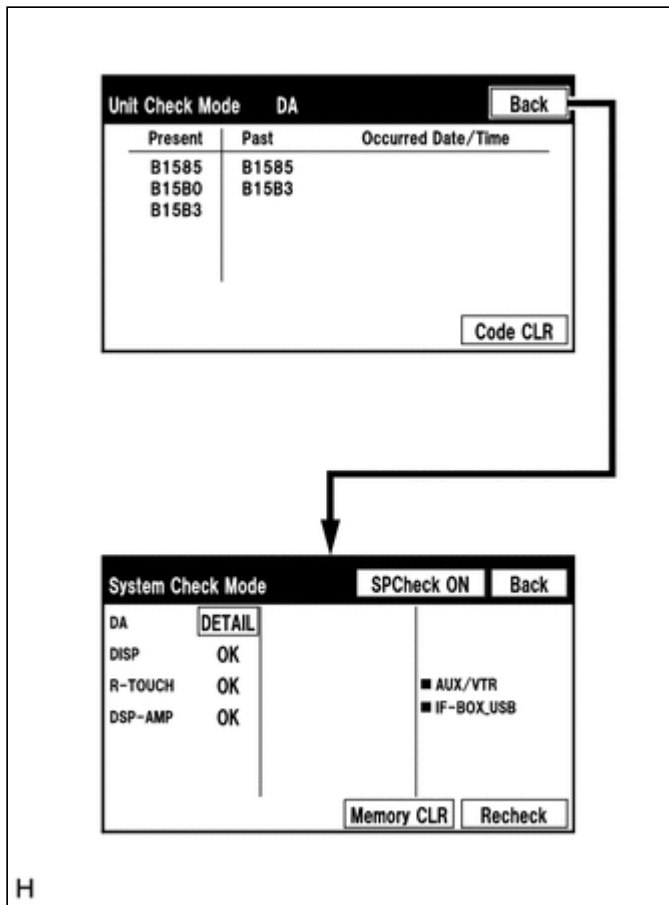 Unit Check Mode DA Back
Present Past Occurred Date/Time
B1585 B1585
B15B0 B15B3
B15B3
Code CLR
System Check Mode SPCheck ON Back
DA DETAIL
DISP OK
R-TOUCH OK ■ AUX/VTR
■ IF-BOX_USB
DSP-AMP OK
Memory CLR Recheck
H